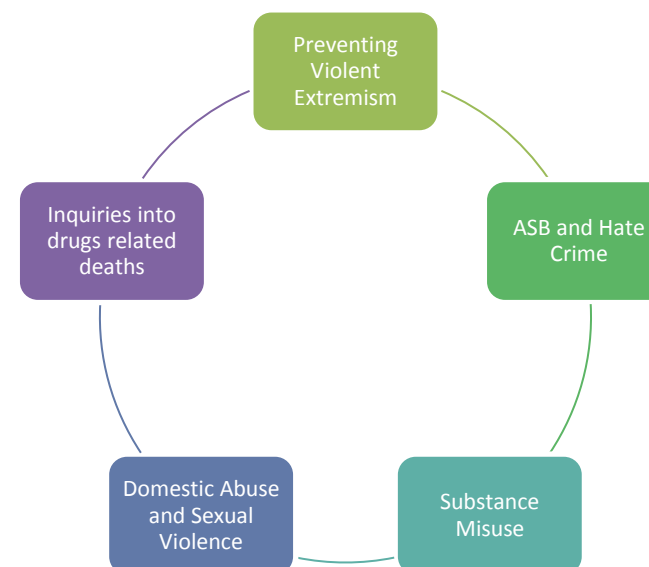 Preventing
Violent
Extremism
ASB and Hate
Crime
Substance
Misuse
Domestic Abuse
and Sexual
Violence
Inquiries into
drugs related
deaths